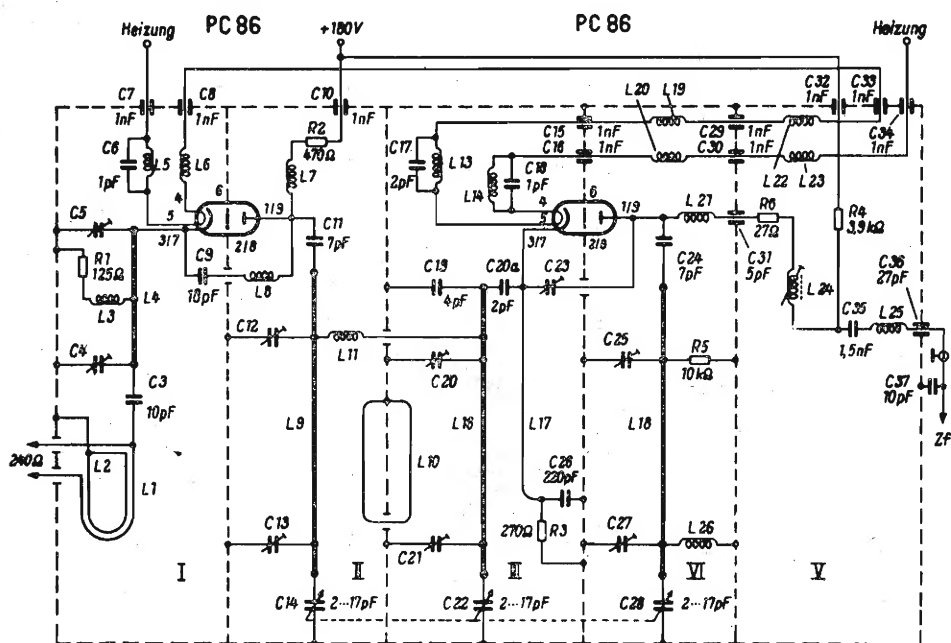 Heizung
PC 86
+180V
PC 86
Heizung
C7
1nF
C8
1nF
C10
1nF
L20
L19
C32
1nF
C33
1nF
C34
1nF
C6
1pF
L5
L6
L7
R2
470Ω
C17
2pF
L13
C15
1nF
C29
1nF
C16
1nF
C30
1nF
L22
L23
L14
C18
1pF
6
4
5
3/7
1/9
2/8
6
4
5
3/7
1/9
2/8
C5
R1
125Ω
L3
L4
C9
18pF
L8
C11
7pF
C19
4pF
C20a
2pF
C23
L21
C24
7pF
C31
5pF
R6
27Ω
R4
3,9kΩ
L24
C36
27pF
C35
1,5nF
L25
C4
C3
10pF
C12
L11
C20
C25
R5
10kΩ
C37
10pF
Zf
L9
L10
L16
L17
L18
240Ω
L2
L1
C26
220pF
270Ω
R3
C13
C21
C27
L26
I
II
III
VI
V
C14
2...17pF
C22
2...17pF
C28
2...17pF